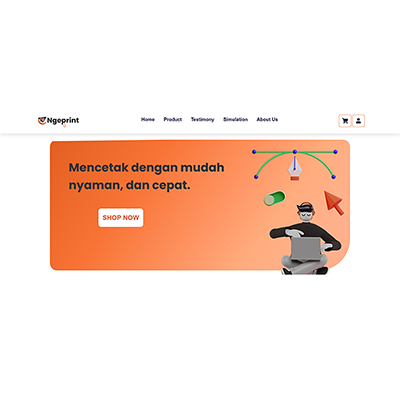 Ngeprint
Home Product Testimony Simulation About Us
Mencetak dengan mudah
nyaman, dan cepat.
SHOP NOW